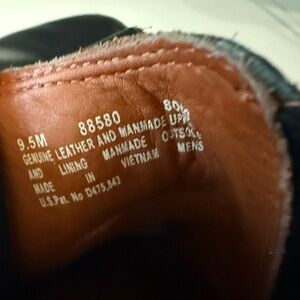 9.5M 88580
GENUINE LEATHER AND MANMADE UPPER
AND LINING MANMADE OUTSOLE
MADE IN VIETNAM MENS
U.S.Pat. No D475,843